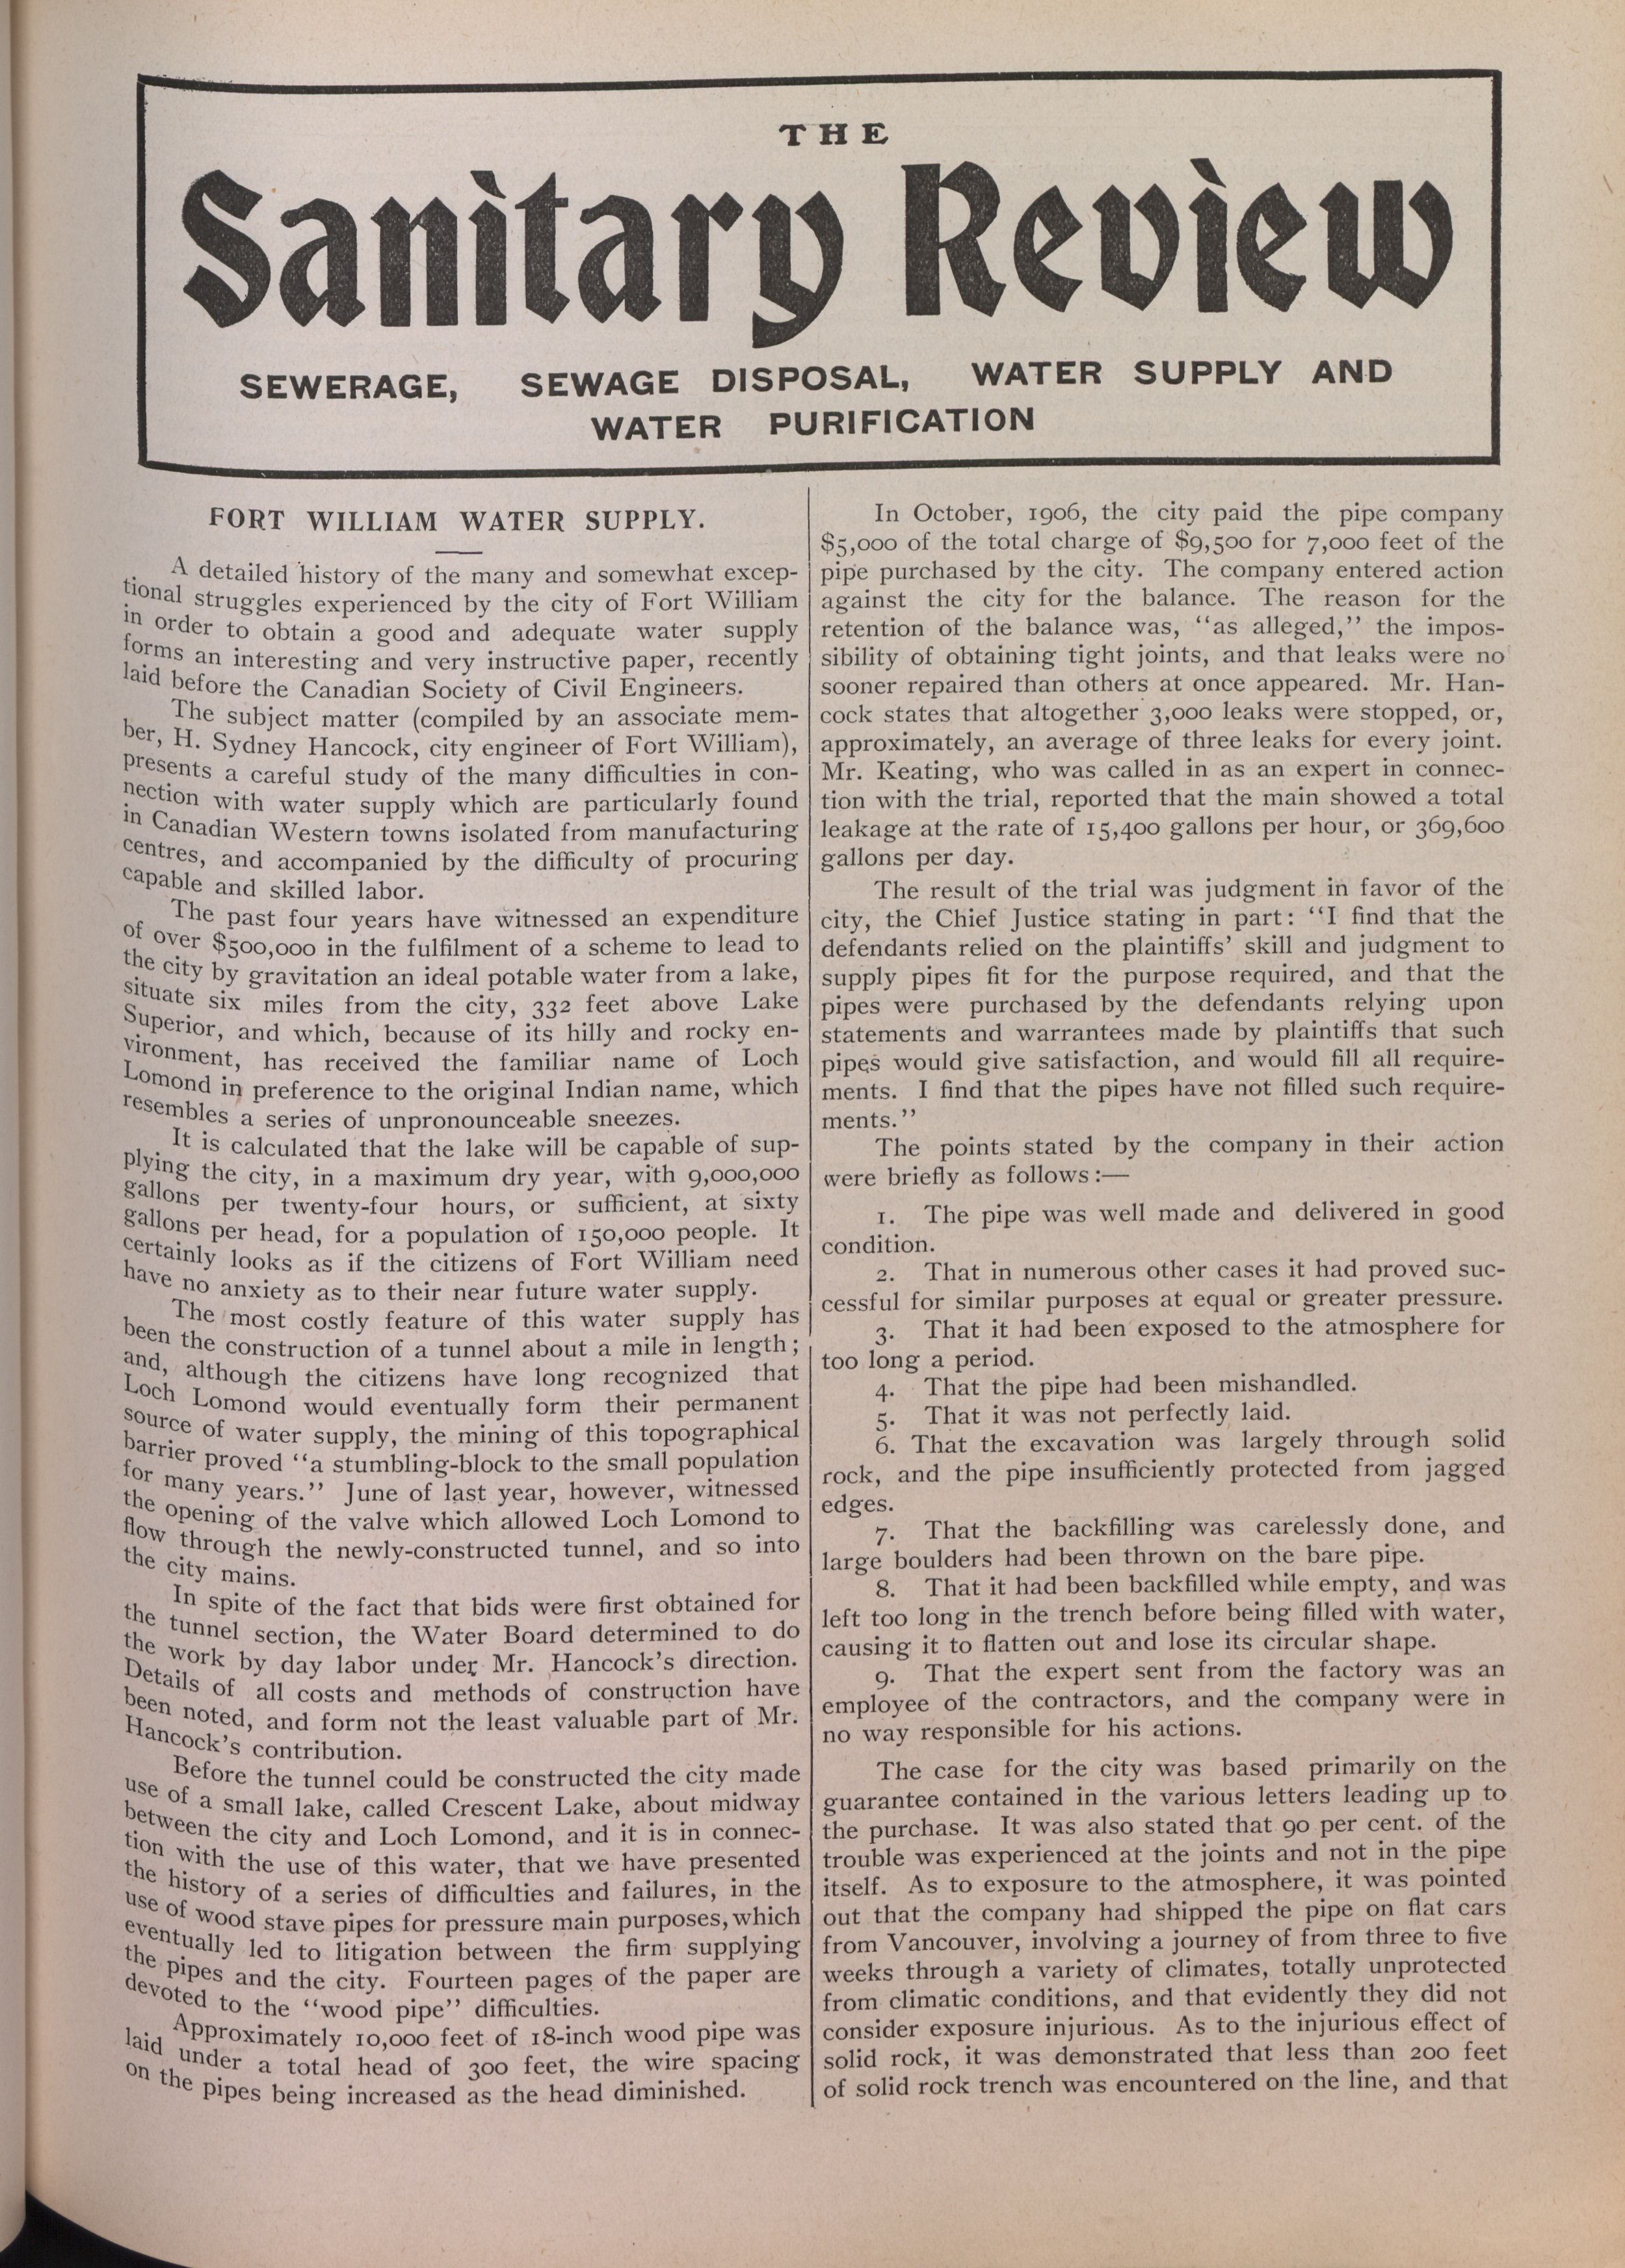 THE
Sanitary Review
SEWERAGE, SEWAGE DISPOSAL, WATER SUPPLY AND
WATER PURIFICATION
FORT WILLIAM WATER SUPPLY.
A detailed history of the many and somewhat excep-
tional struggles experienced by the city of Fort William
in order to obtain a good and adequate water supply
forms an interesting and very instructive paper, recently
laid before the Canadian Society of Civil Engineers.
The subject matter (compiled by an associate mem-
ber, H. Sydney Hancock, city engineer of Fort William),
presents a careful study of the many difficulties in con-
nection with water supply which are particularly found
in Canadian Western towns isolated from manufacturing
centres, and accompanied by the difficulty of procuring
capable and skilled labor.
The past four years have witnessed an expenditure
of over $500,000 in the fulfilment of a scheme to lead to
the city by gravitation an ideal potable water from a lake,
situate six miles from the city, 332 feet above Lake
Superior, and which, because of its hilly and rocky en-
vironment, has received the familiar name of Loch
Lomond in preference to the original Indian name, which
resembles a series of unpronounceable sneezes.
It is calculated that the lake will be capable of sup-
plying the city, in a maximum dry year, with 9,000,000
gallons per twenty-four hours, or sufficient, at sixty
gallons per head, for a population of 150,000 people. It
certainly looks as if the citizens of Fort William need
have no anxiety as to their near future water supply.
The most costly feature of this water supply has
been the construction of a tunnel about a mile in length;
and, although the citizens have long recognized that
Loch Lomond would eventually form their permanent
source of water supply, the mining of this topographical
barrier proved "a stumbling-block to the small population
for many years." June of last year, however, witnessed
the opening of the valve which allowed Loch Lomond to
flow through the newly-constructed tunnel, and so into
the city mains.
In spite of the fact that bids were first obtained for
the tunnel section, the Water Board determined to do
the work by day labor under Mr. Hancock's direction.
Details of all costs and methods of construction have
been noted, and form not the least valuable part of Mr.
Hancock's contribution.
Before the tunnel could be constructed the city made
use of a small lake, called Crescent Lake, about midway
between the city and Loch Lomond, and it is in connec-
tion with the use of this water, that we have presented
the history of a series of difficulties and failures, in the
use of wood stave pipes for pressure main purposes, which
eventually led to litigation between the firm supplying
the pipes and the city. Fourteen pages of the paper are
devoted to the "wood pipe" difficulties.
Approximately 10,000 feet of 18-inch wood pipe was
laid under a total head of 300 feet, the wire spacing
on the pipes being increased as the head diminished.
In October, 1906, the city paid the pipe company
$5,000 of the total charge of $9,500 for 7,000 feet of the
pipe purchased by the city. The company entered action
against the city for the balance. The reason for the
retention of the balance was, "as alleged," the impos-
sibility of obtaining tight joints, and that leaks were no
sooner repaired than others at once appeared. Mr. Han-
cock states that altogether 3,000 leaks were stopped, or,
approximately, an average of three leaks for every joint.
Mr. Keating, who was called in as an expert in connec-
tion with the trial, reported that the main showed a total
leakage at the rate of 15,400 gallons per hour, or 369,600
gallons per day.
The result of the trial was judgment in favor of the
city, the Chief Justice stating in part: "I find that the
defendants relied on the plaintiffs' skill and judgment to
supply pipes fit for the purpose required, and that the
pipes were purchased by the defendants relying upon
statements and warrantees made by plaintiffs that such
pipes would give satisfaction, and would fill all require-
ments. I find that the pipes have not filled such require-
ments."
The points stated by the company in their action
were briefly as follows:—
1. The pipe was well made and delivered in good
condition.
2. That in numerous other cases it had proved suc-
cessful for similar purposes at equal or greater pressure.
3. That it had been exposed to the atmosphere for
too long a period.
4. That the pipe had been mishandled.
5. That it was not perfectly laid.
6. That the excavation was largely through solid
rock, and the pipe insufficiently protected from jagged
edges.
7. That the backfilling was carelessly done, and
large boulders had been thrown on the bare pipe.
8. That it had been backfilled while empty, and was
left too long in the trench before being filled with water,
causing it to flatten out and lose its circular shape.
9. That the expert sent from the factory was an
employee of the contractors, and the company were in
no way responsible for his actions.
The case for the city was based primarily on the
guarantee contained in the various letters leading up to
the purchase. It was also stated that 90 per cent. of the
trouble was experienced at the joints and not in the pipe
itself. As to exposure to the atmosphere, it was pointed
out that the company had shipped the pipe on flat cars
from Vancouver, involving a journey of from three to five
weeks through a variety of climates, totally unprotected
from climatic conditions, and that evidently they did not
consider exposure injurious. As to the injurious effect of
solid rock, it was demonstrated that less than 200 feet
of solid rock trench was encountered on the line, and that